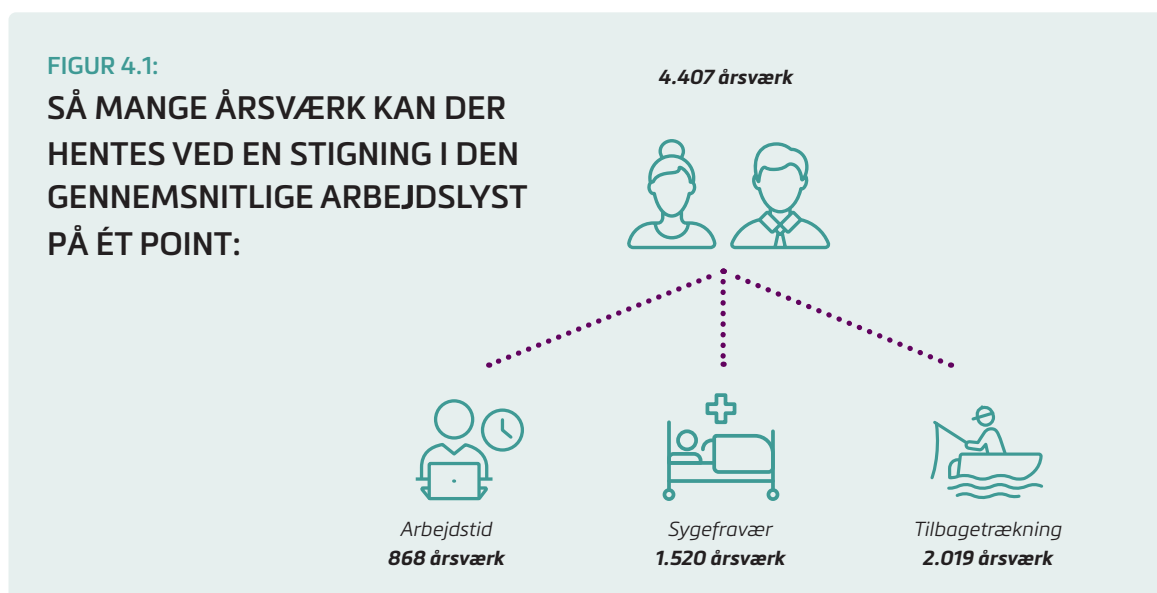 FIGUR 4.1:
SÅ MANGE ÅRSVÆRK KAN DER
HENTES VED EN STIGNING I DEN
GENNEMSNITLIGE ARBEJDSLYST
PÅ ÉT POINT:
4.407 årsværk
Arbejdstid
868 årsværk
Sygefravær
1.520 årsværk
Tilbagetrækning
2.019 årsværk